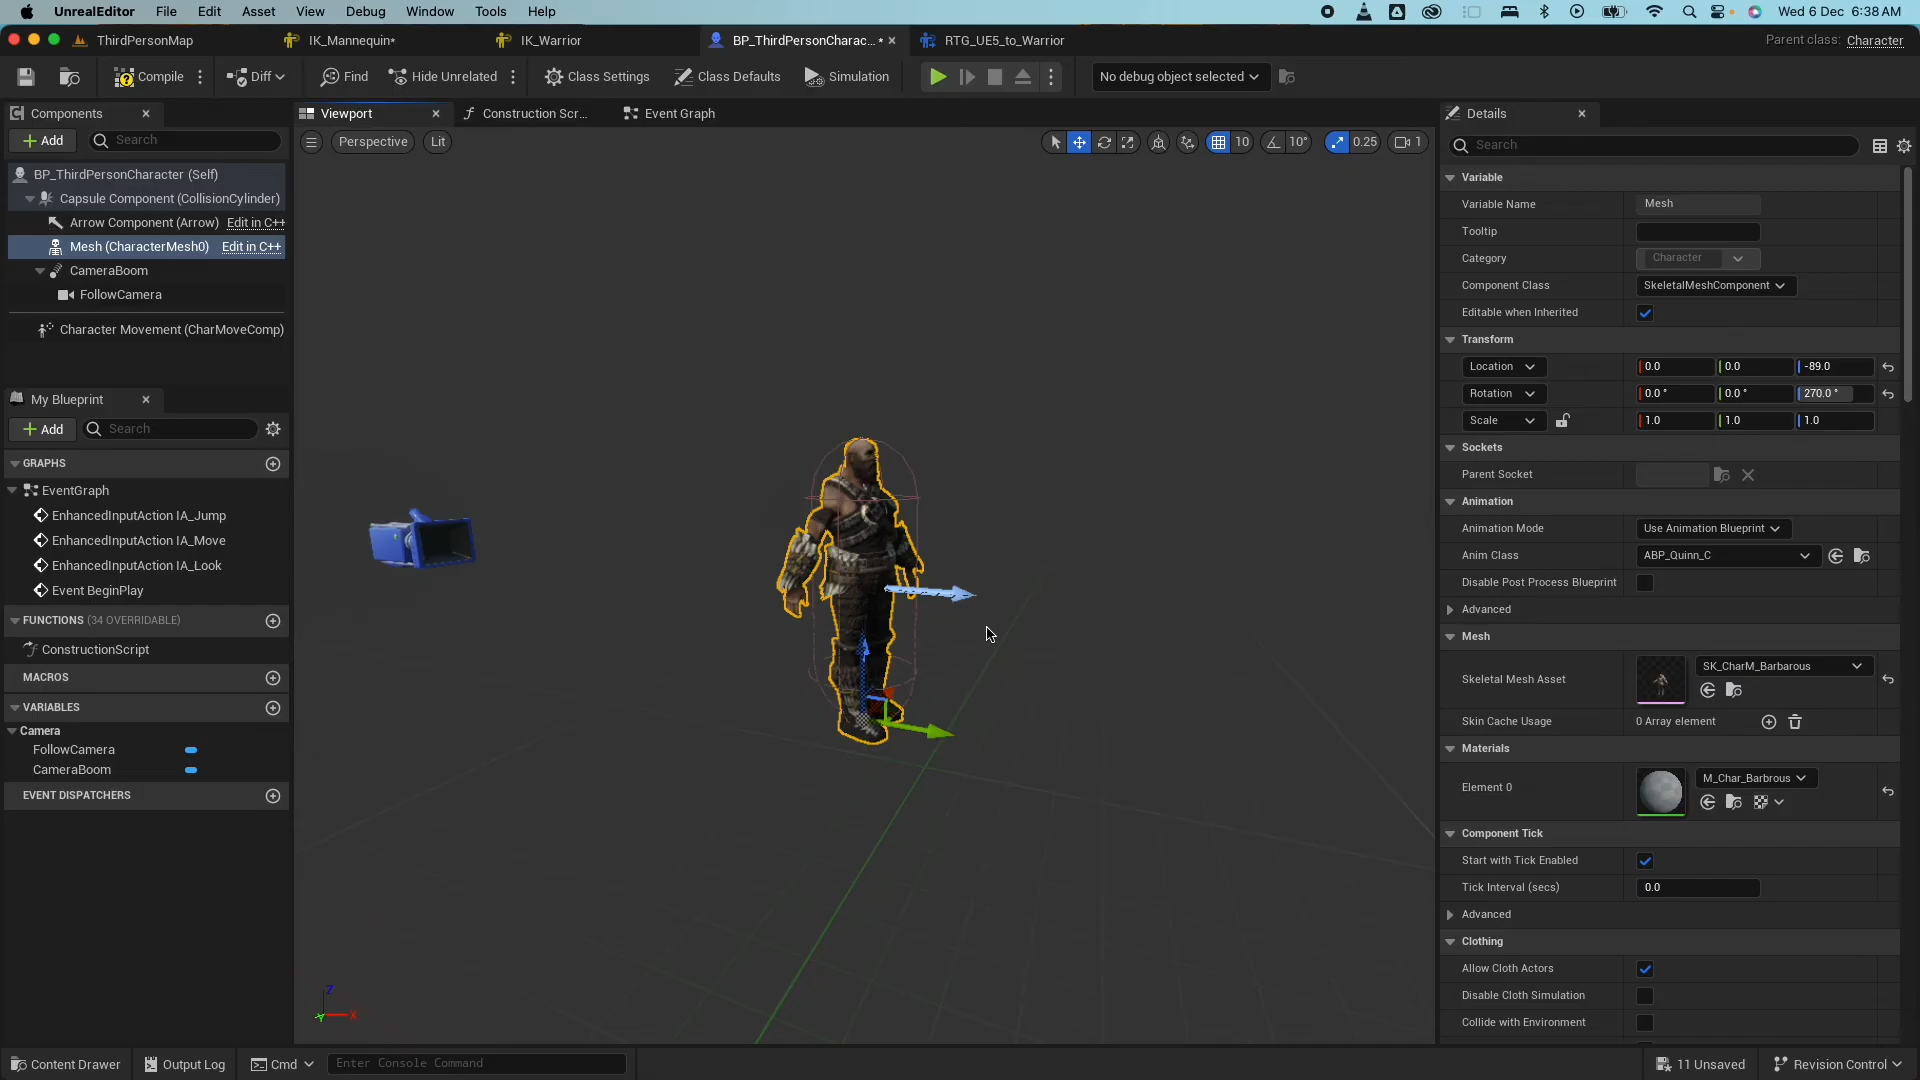 UnrealEditor File Edit Asset View Debug Window Tools Help Wed 6 Dec 6:38 AM
ThirdPersonMap IK_Mannequin* IK_Warrior BP_ThirdPersonCharac... * RTG_UE5_to_Warrior Parent class: Character
Compile Diff Find Hide Unrelated Class Settings Class Defaults Simulation No debug object selected
Components
Add Search
BP_ThirdPersonCharacter (Self)
Capsule Component (CollisionCylinder)
Arrow Component (Arrow) Edit in C++
Mesh (CharacterMesh0) Edit in C++
CameraBoom
FollowCamera
Character Movement (CharMoveComp)
My Blueprint
Add Search
GRAPHS
EventGraph
EnhancedInputAction IA_Jump
EnhancedInputAction IA_Move
EnhancedInputAction IA_Look
Event BeginPlay
FUNCTIONS (34 OVERRIDABLE)
ConstructionScript
MACROS
VARIABLES
Camera
FollowCamera
CameraBoom
EVENT DISPATCHERS
Viewport Construction Scr... Event Graph
Perspective Lit 10 10° 0.25 1
Z
X
Y
Details
Search
Variable
Variable Name Mesh
Tooltip
Category Character
Component Class SkeletalMeshComponent
Editable when Inherited
Transform
Location 0.0 0.0 -89.0
Rotation 0.0 ° 0.0 ° 270.0 °
Scale 1.0 1.0 1.0
Sockets
Parent Socket
Animation
Animation Mode Use Animation Blueprint
Anim Class ABP_Quinn_C
Disable Post Process Blueprint
Advanced
Mesh
Skeletal Mesh Asset SK_CharM_Barbarous
Skin Cache Usage 0 Array element
Materials
Element 0 M_Char_Barbrous
Component Tick
Start with Tick Enabled
Tick Interval (secs) 0.0
Advanced
Clothing
Allow Cloth Actors
Disable Cloth Simulation
Collide with Environment
Content Drawer Output Log Cmd Enter Console Command 11 Unsaved Revision Control